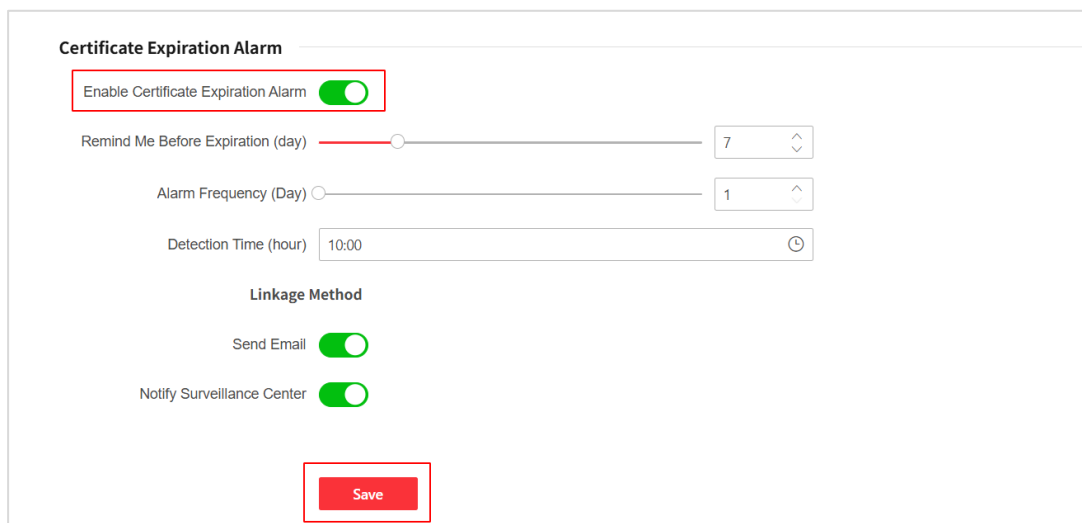 Certificate Expiration Alarm
Enable Certificate Expiration Alarm
Remind Me Before Expiration (day) 7
Alarm Frequency (Day) 1
Detection Time (hour) 10:00
Linkage Method
Send Email
Notify Surveillance Center
Save